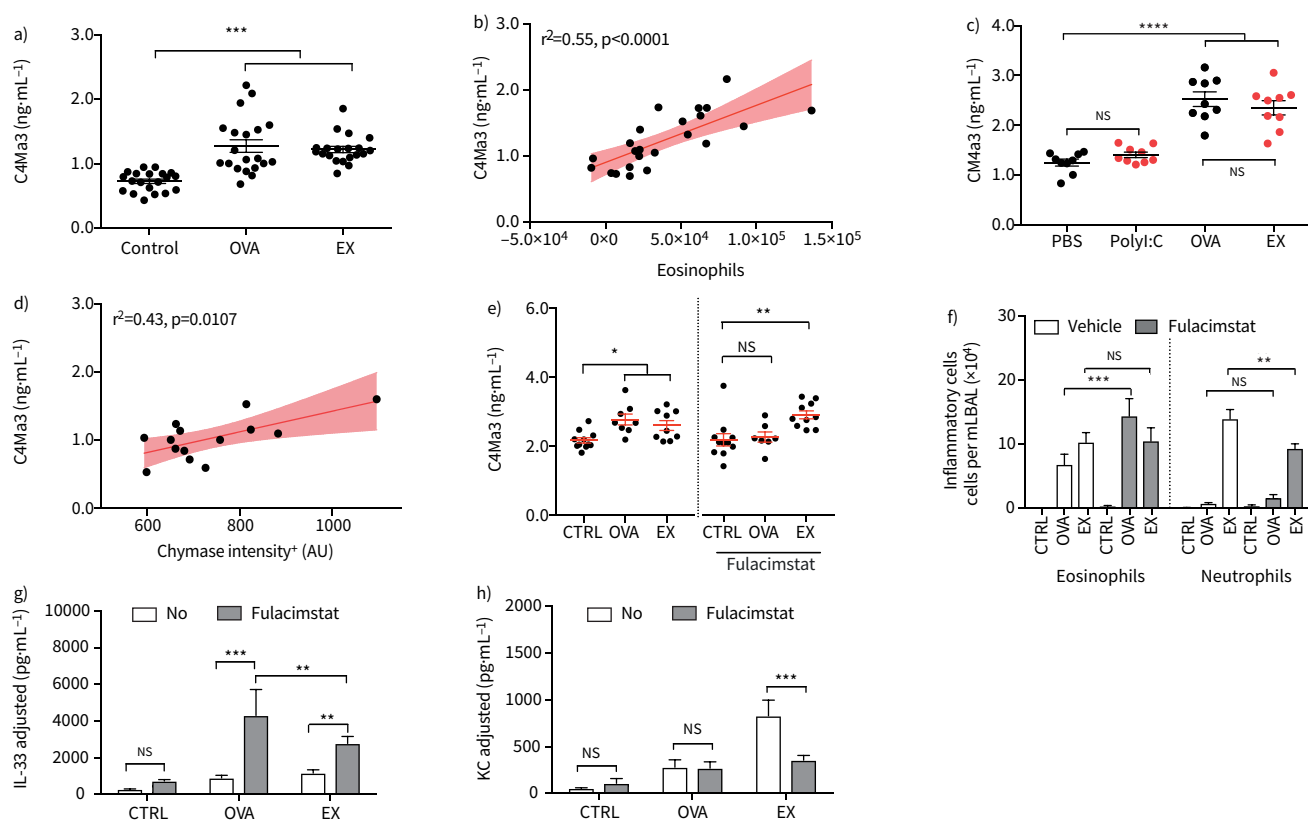 a)
C4Ma3 (ng·mL⁻¹)
3.0
2.0
1.0
0.0
***
Control OVA EX
b)
C4Ma3 (ng·mL⁻¹)
3.0
2.0
1.0
0.0
r²=0.55, p<0.0001
−5.0×10⁴ 0×0 5.0×10⁴ 1.0×10⁵ 1.5×10⁵
Eosinophils
c)
CM4a3 (ng·mL⁻¹)
4.0
3.0
2.0
1.0
0.0
****
NS
NS
PBS PolyI:C OVA EX
d)
C4Ma3 (ng·mL⁻¹)
3.0
2.0
1.0
0.0
r²=0.43, p=0.0107
600 800 1000
Chymase intensity⁺ (AU)
e)
C4Ma3 (ng·mL⁻¹)
6.0
4.0
2.0
0.0
*
**
NS
CTRL OVA EX CTRL OVA EX
Fulacimstat
f)
Inflammatory cells
cells per mLBAL (×10⁴)
30
20
10
0
Vehicle Fulacimstat
NS
***
**
NS
CTRL OVA EX CTRL OVA EX CTRL OVA EX CTRL OVA EX
Eosinophils Neutrophils
g)
IL-33 adjusted (pg·mL⁻¹)
10000
8000
6000
4000
2000
0
No Fulacimstat
NS
***
**
**
CTRL OVA EX
h)
KC adjusted (pg·mL⁻¹)
2000
1500
1000
500
0
No Fulacimstat
NS
NS
***
CTRL OVA EX